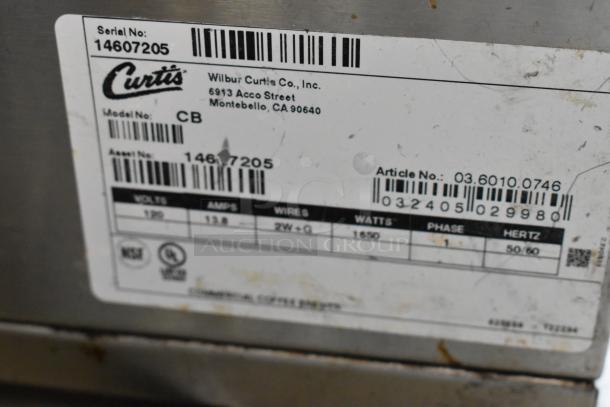 Serial No:
14607205
Curtis
Wilbur Curtis Co., Inc.
6913 Acco Street
Montebello, CA 90640
Model No: CB
Asset No: 14607205
Article No.: 03.6010.0746
032405 029980
VOLTS AMPS WIRES WATTS PHASE HERTZ
120 13.8 2W+G 1650 1 50/60
NSF UL
AUCTION GROUP
COMMERCIAL COFFEE BREWER